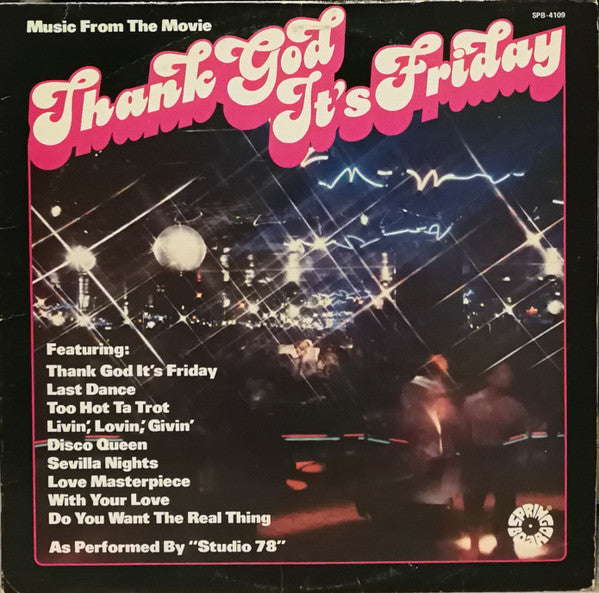 Music From The Movie
SPB-4109
Thank God
It's Friday
Featuring:
Thank God It's Friday
Last Dance
Too Hot Ta Trot
Livin', Lovin', Givin'
Disco Queen
Sevilla Nights
Love Masterpiece
With Your Love
Do You Want The Real Thing
As Performed By "Studio 78"
SPRING
BOARD